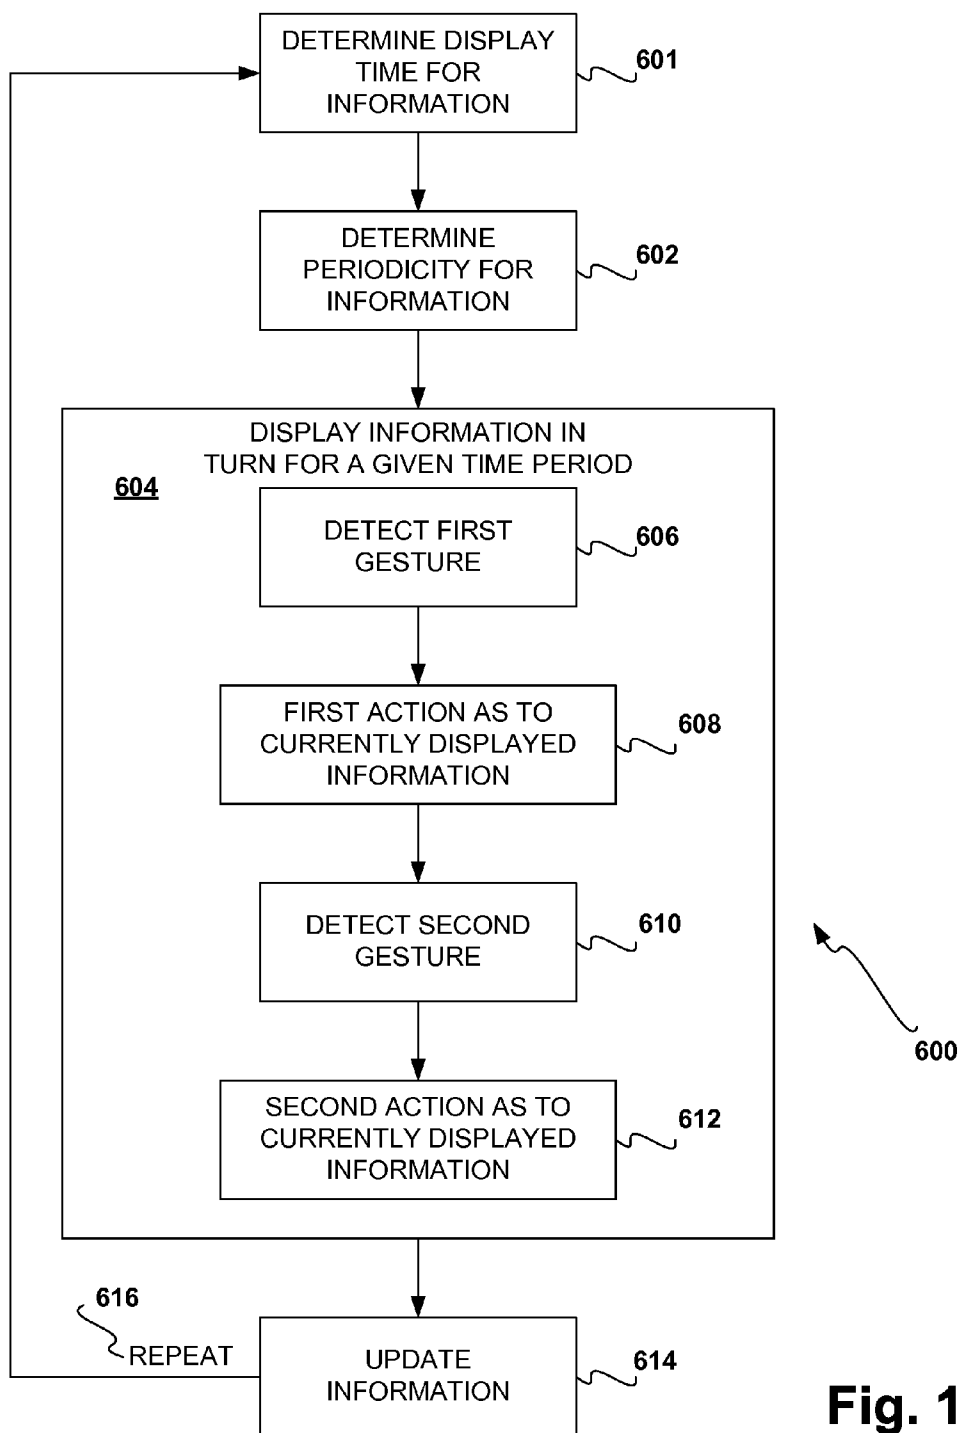 DETERMINE DISPLAY
TIME FOR
INFORMATION
601
DETERMINE
PERIODICITY FOR
INFORMATION
602
DISPLAY INFORMATION IN
TURN FOR A GIVEN TIME PERIOD
604
DETECT FIRST
GESTURE
606
FIRST ACTION AS TO
CURRENTLY DISPLAYED
INFORMATION
608
DETECT SECOND
GESTURE
610
600
SECOND ACTION AS TO
CURRENTLY DISPLAYED
INFORMATION
612
616
REPEAT
UPDATE
INFORMATION
614
Fig. 1